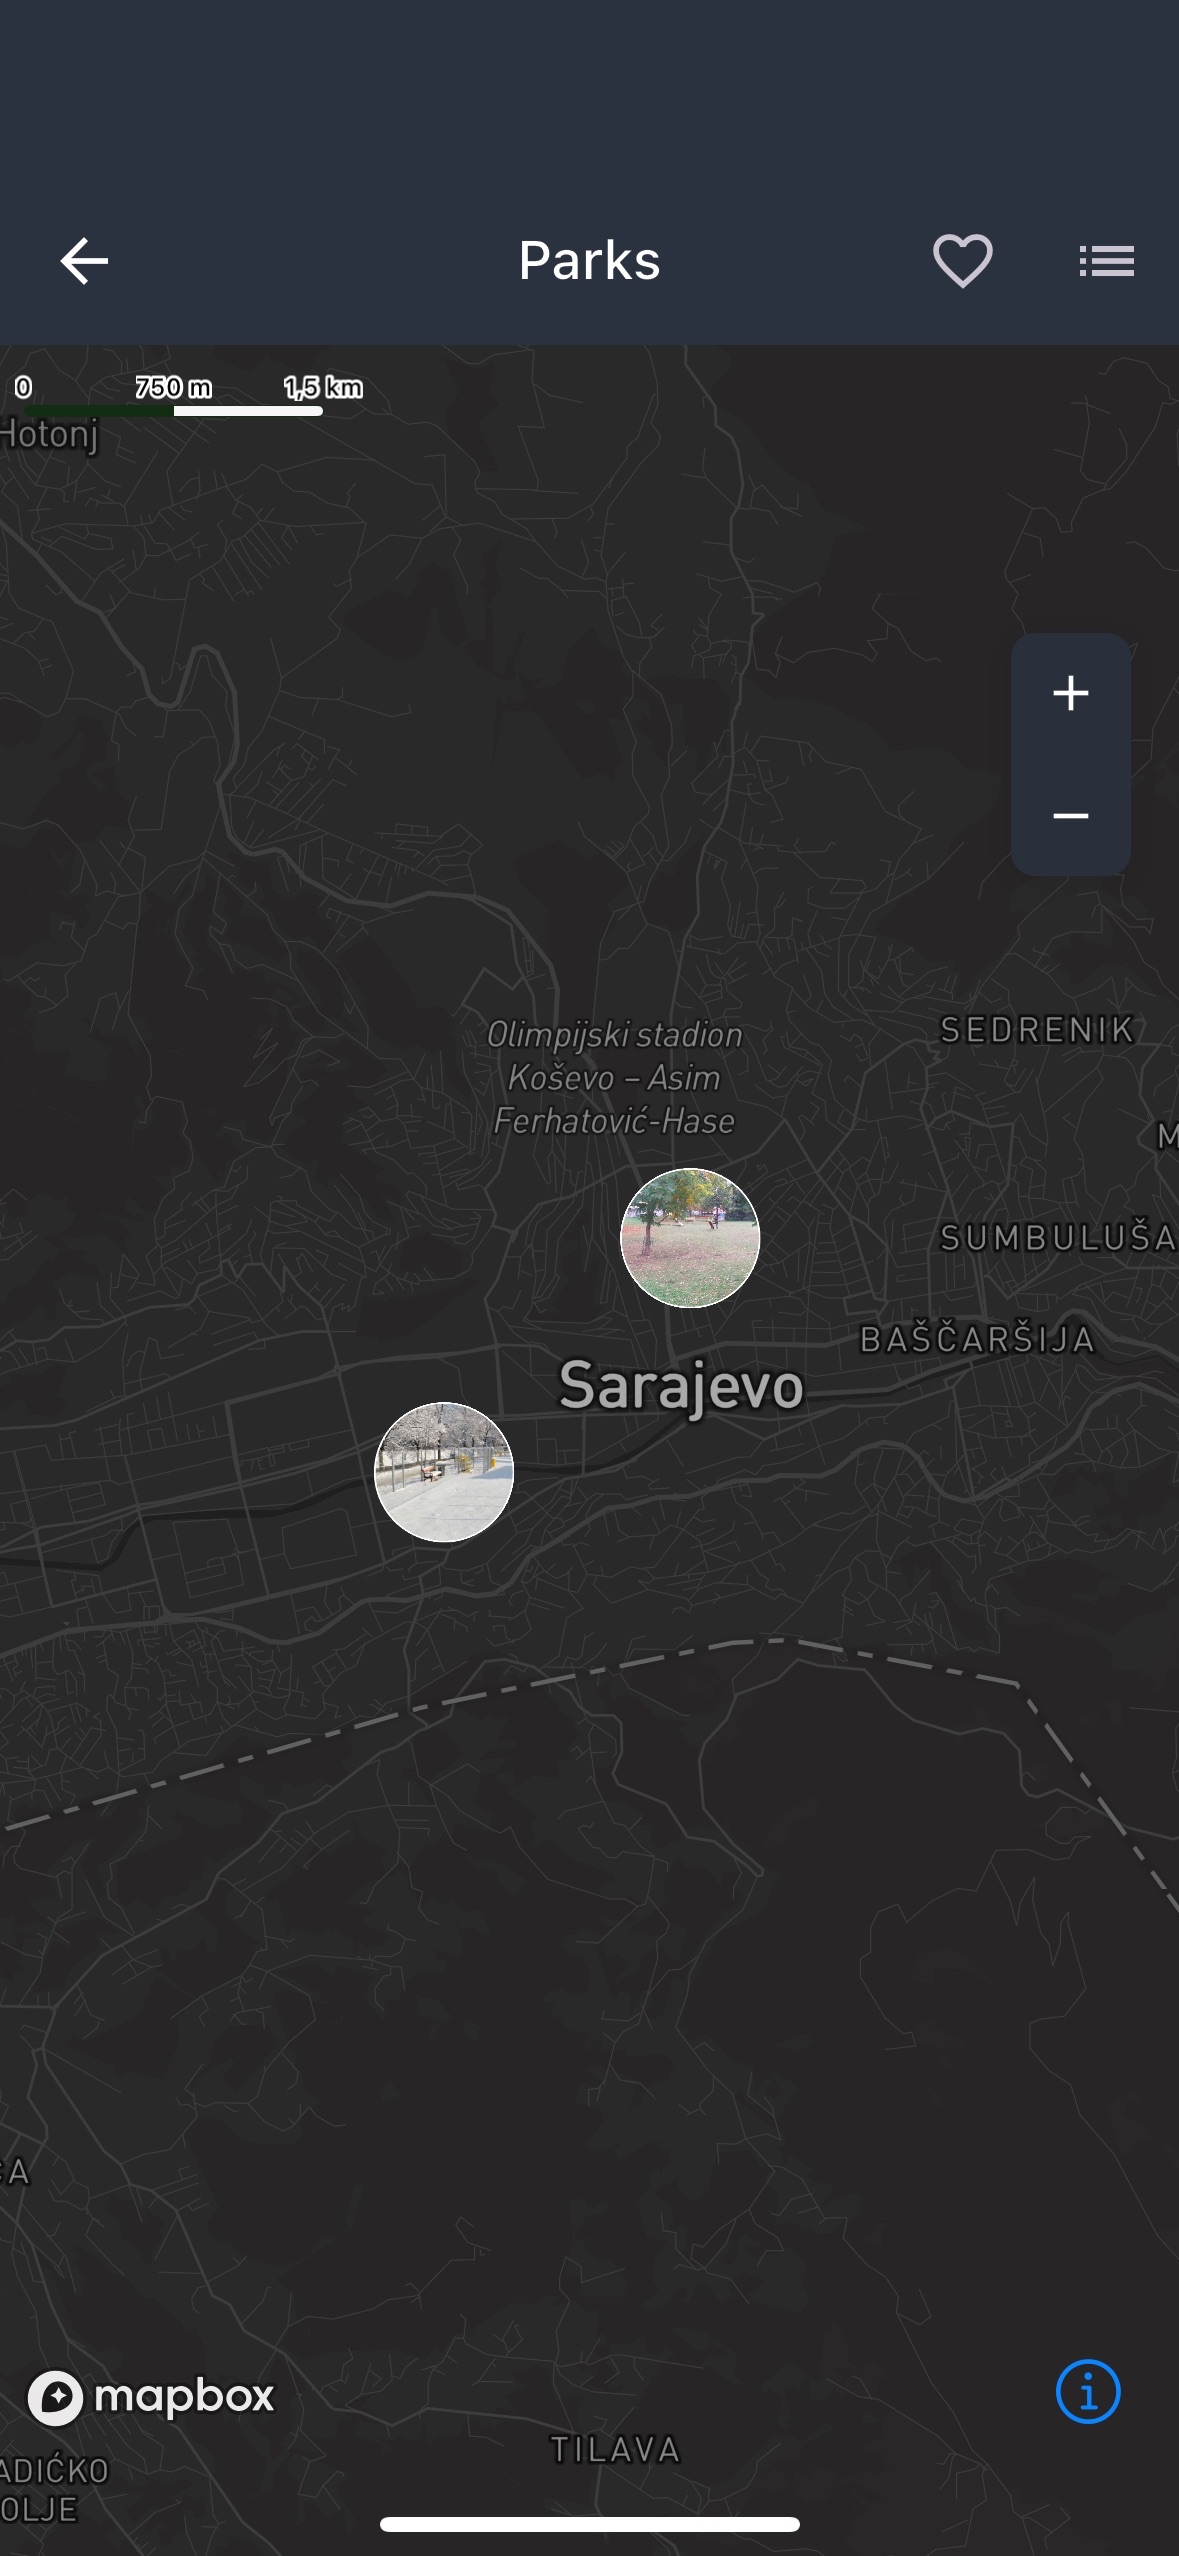 Parks
0 750 m 1,5 km
Hotonj
Olimpijski stadion
Koševo – Asim
Ferhatović-Hase
SEDRENIK
M
SUMBULUŠA
BAŠČARŠIJA
Sarajevo
CA
mapbox
TILAVA
ADIĆKO
OLJE